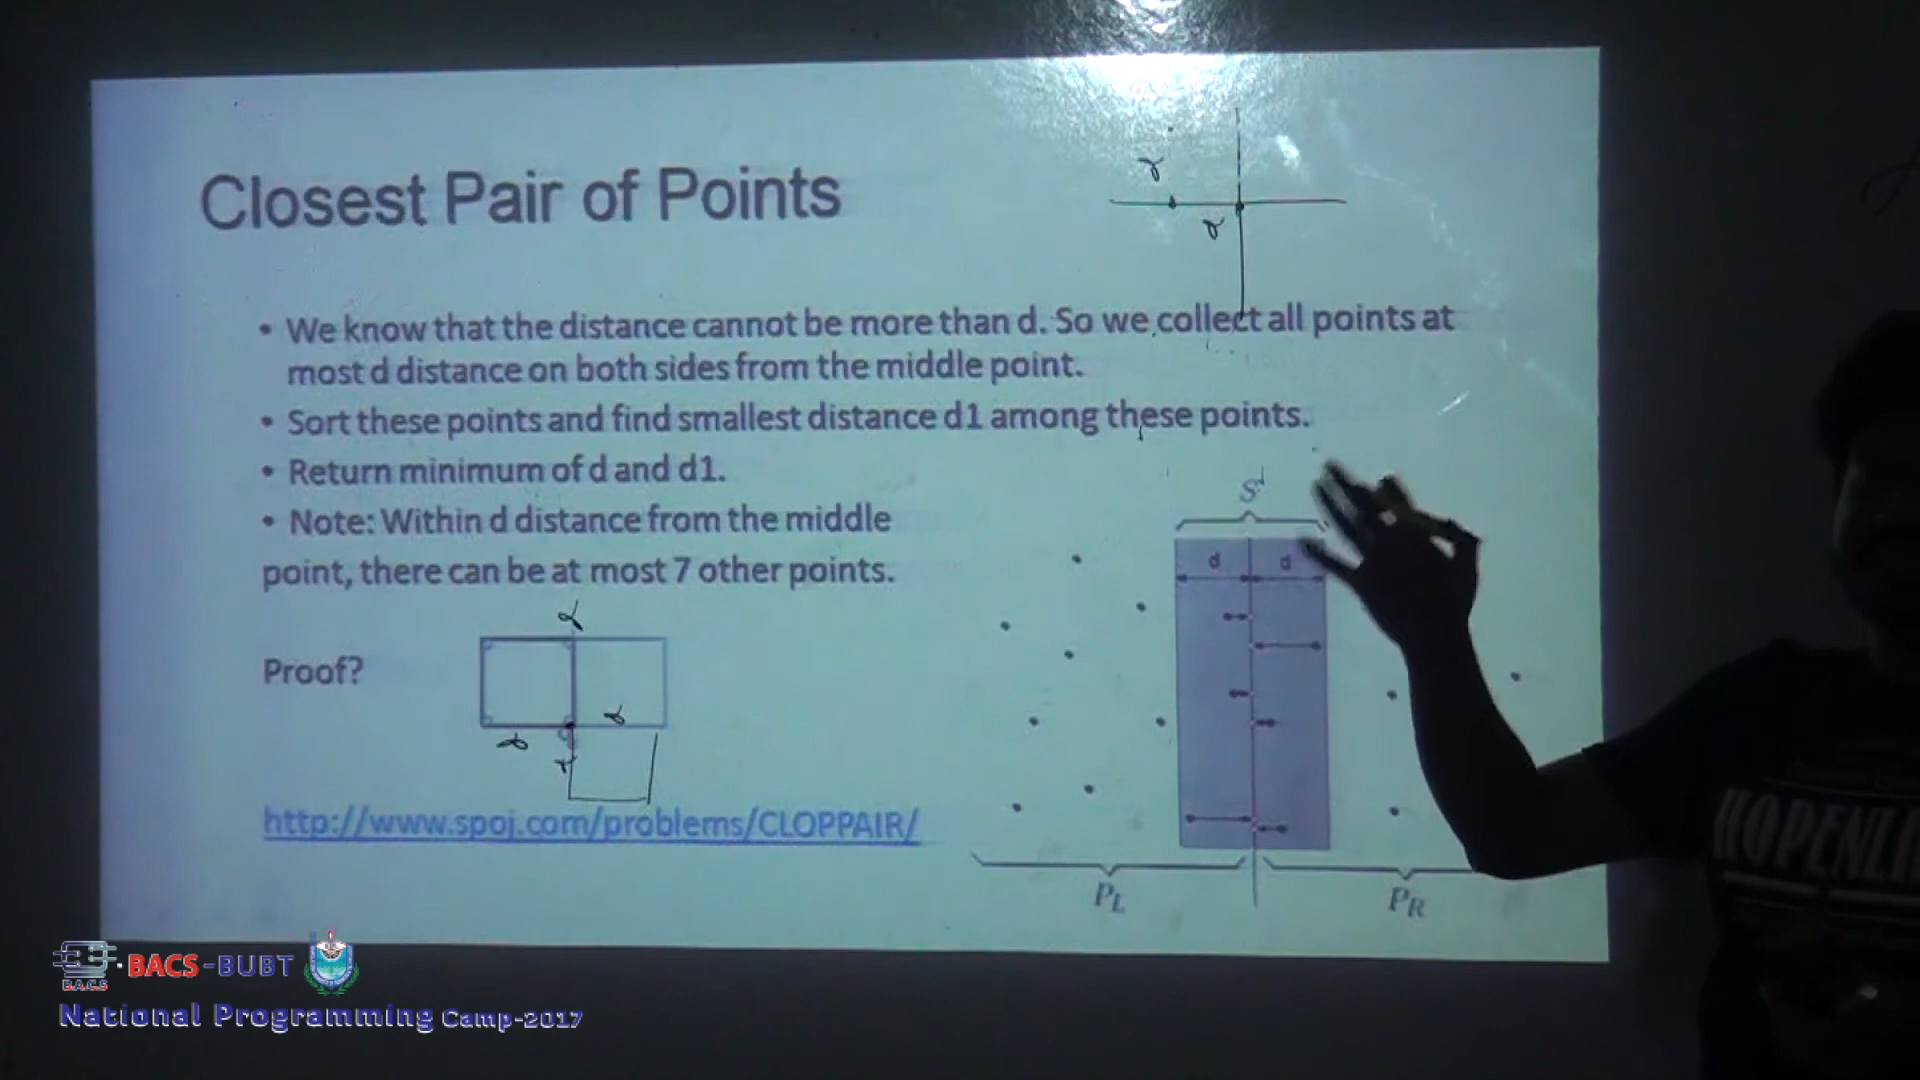 Closest Pair of Points
• We know that the distance cannot be more than d. So we collect all points at
most d distance on both sides from the middle point.
• Sort these points and find smallest distance d1 among these points.
• Return minimum of d and d1.
• Note: Within d distance from the middle
point, there can be at most 7 other points.
Proof?
http://www.spoj.com/problems/CLOPPAIR/
S
d d
PL PR
B.A.C.S
BACS-BUBT
National Programming Camp-2017